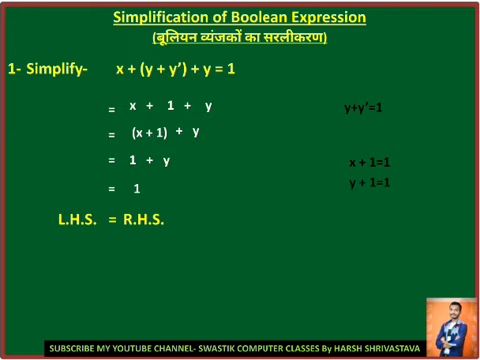 Simplification of Boolean Expression
(बूलियन व्यंजकों का सरलीकरण)
1- Simplify- x + (y + y’) + y = 1
= x + 1 + y y+y’=1
= (x + 1) + y
= 1 + y x + 1=1
= 1 y + 1=1
L.H.S. = R.H.S.
SUBSCRIBE MY YOUTUBE CHANNEL- SWASTIK COMPUTER CLASSES By HARSH SHRIVASTAVA